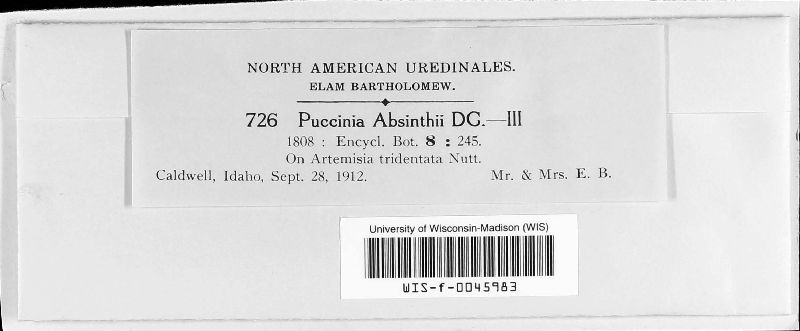 NORTH AMERICAN UREDINALES.
ELAM BARTHOLOMEW.
726 Puccinia Absinthii DC.—III
1808 : Encycl. Bot. 8 : 245.
On Artemisia tridentata Nutt.
Caldwell, Idaho, Sept. 28, 1912. Mr. & Mrs. E. B.
University of Wisconsin-Madison (WIS)
WIS-f-0045983